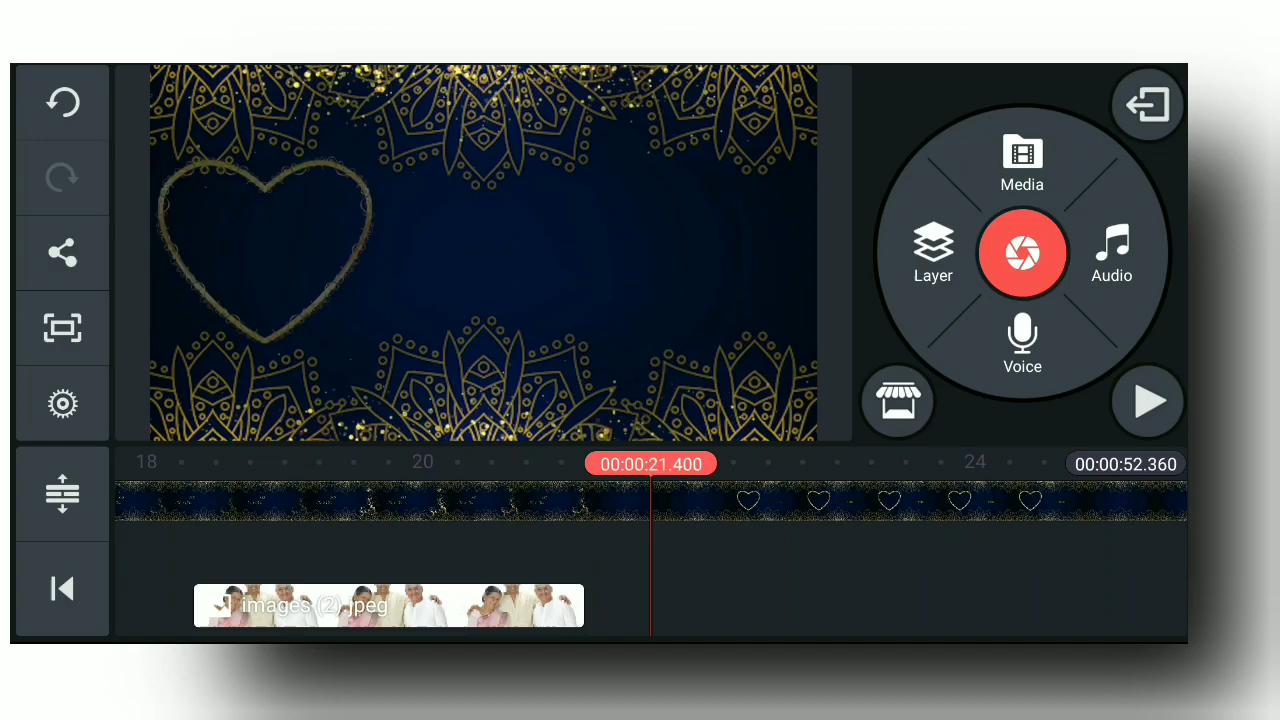 Media
Layer
Audio
Voice
18
20
00:00:21.400
24
00:00:52.360
images (2).jpeg